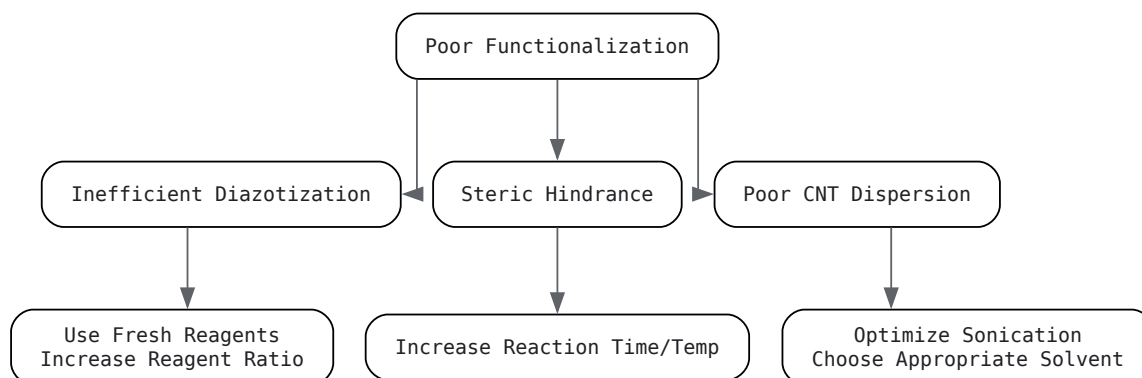 Poor Functionalization
Inefficient Diazotization
Steric Hindrance
Poor CNT Dispersion
Use Fresh Reagents
Increase Reagent Ratio
Increase Reaction Time/Temp
Optimize Sonication
Choose Appropriate Solvent